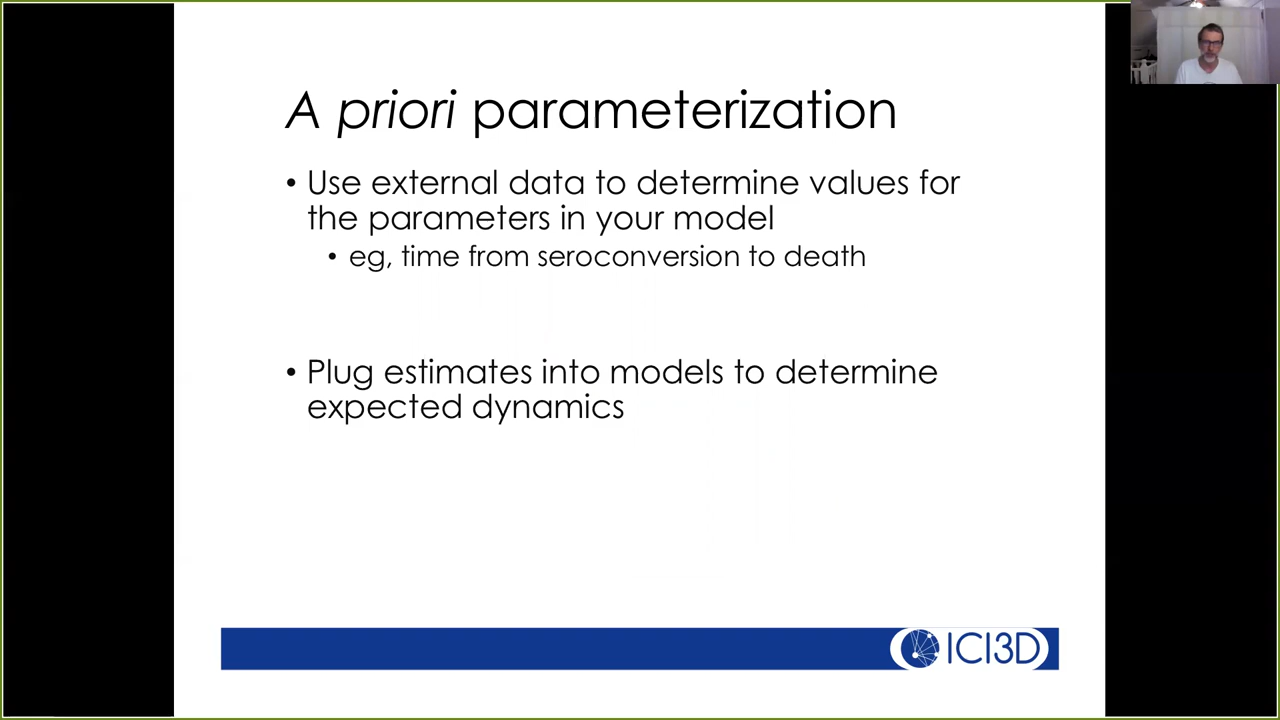 A priori parameterization
• Use external data to determine values for
the parameters in your model
• eg, time from seroconversion to death
• Plug estimates into models to determine
expected dynamics
ICI3D